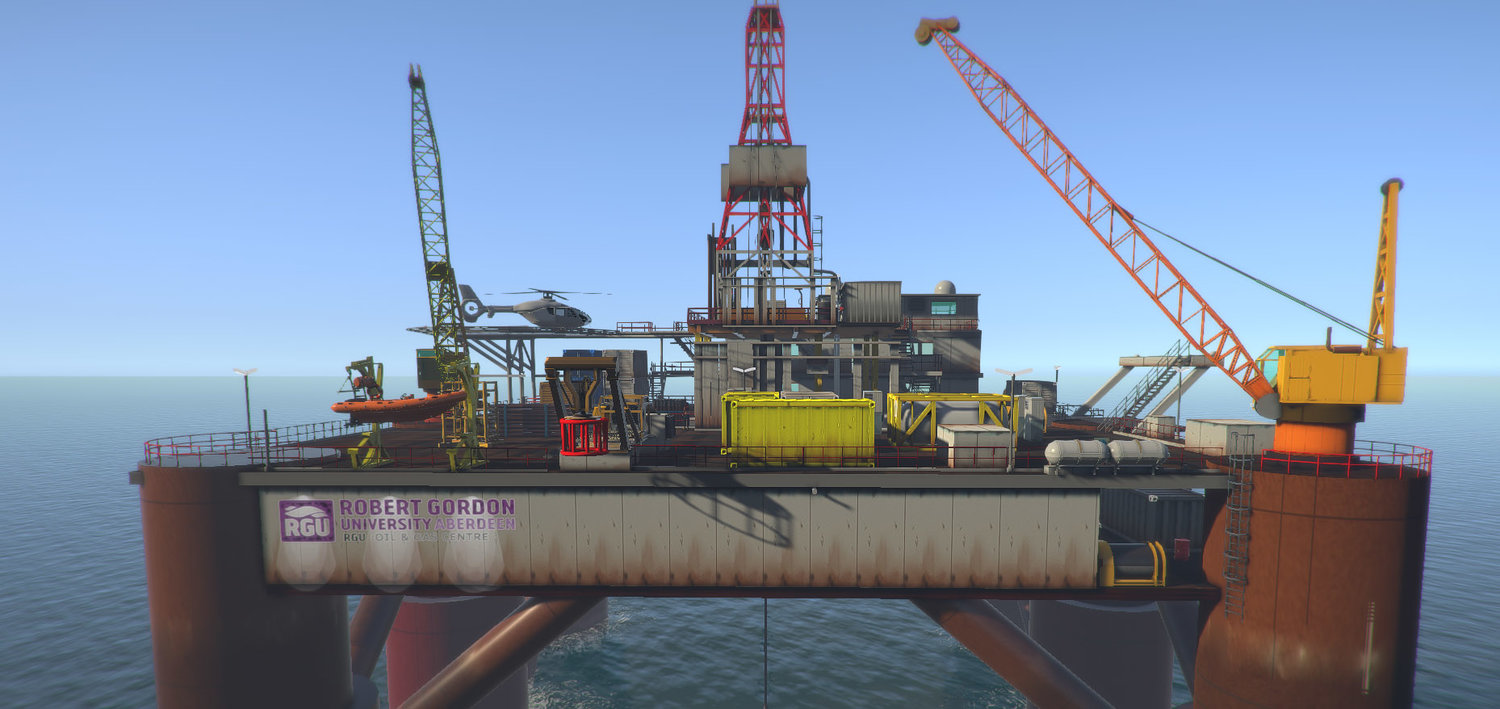 RGU
ROBERT GORDON
UNIVERSITY ABERDEEN
RGU OIL & GAS CENTRE